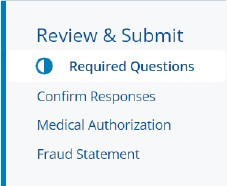 Review & Submit
Required Questions
Confirm Responses
Medical Authorization
Fraud Statement